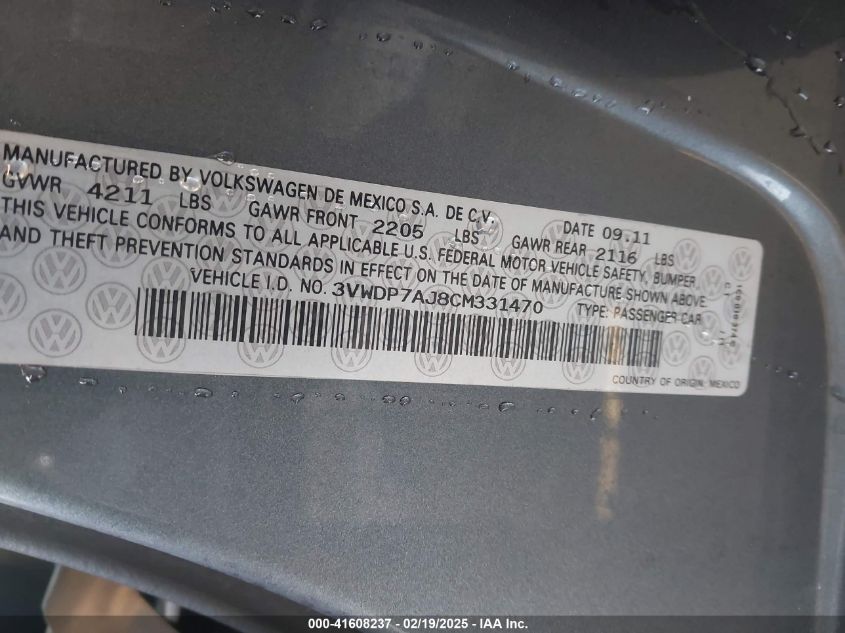 MANUFACTURED BY VOLKSWAGEN DE MEXICO S.A. DE C.V. DATE 09.11
GVWR 4211 LBS GAWR FRONT 2205 LBS GAWR REAR 2116 LBS
THIS VEHICLE CONFORMS TO ALL APPLICABLE U.S. FEDERAL MOTOR VEHICLE SAFETY, BUMPER
AND THEFT PREVENTION STANDARDS IN EFFECT ON THE DATE OF MANUFACTURE SHOWN ABOVE.
VEHICLE I.D. NO. 3VWDP7AJ8CM331470 TYPE: PASSENGER CAR
COUNTRY OF ORIGIN: MEXICO
000-41608237 - 02/19/2025 - IAA Inc.